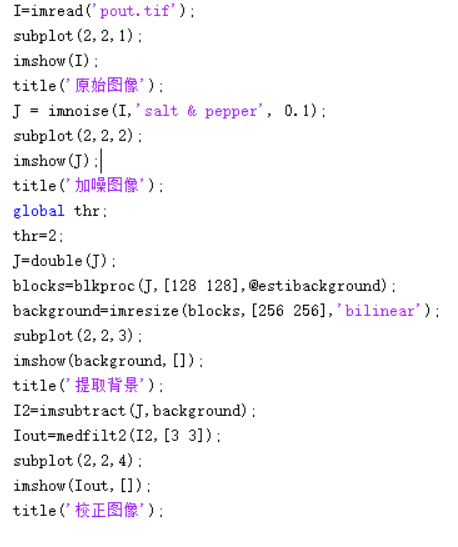 I=imread('pout.tif');
subplot(2,2,1);
imshow(I);
title('原始图像');
J = imnoise(I,'salt & pepper', 0.1);
subplot(2,2,2);
imshow(J);
title('加噪图像');
global thr;
thr=2;
J=double(J);
blocks=blkproc(J,[128 128],@estibackground);
background=imresize(blocks,[256 256],'bilinear');
subplot(2,2,3);
imshow(background,[]);
title('提取背景');
I2=imsubtract(J,background);
Iout=medfilt2(I2,[3 3]);
subplot(2,2,4);
imshow(Iout,[]);
title('校正图像');